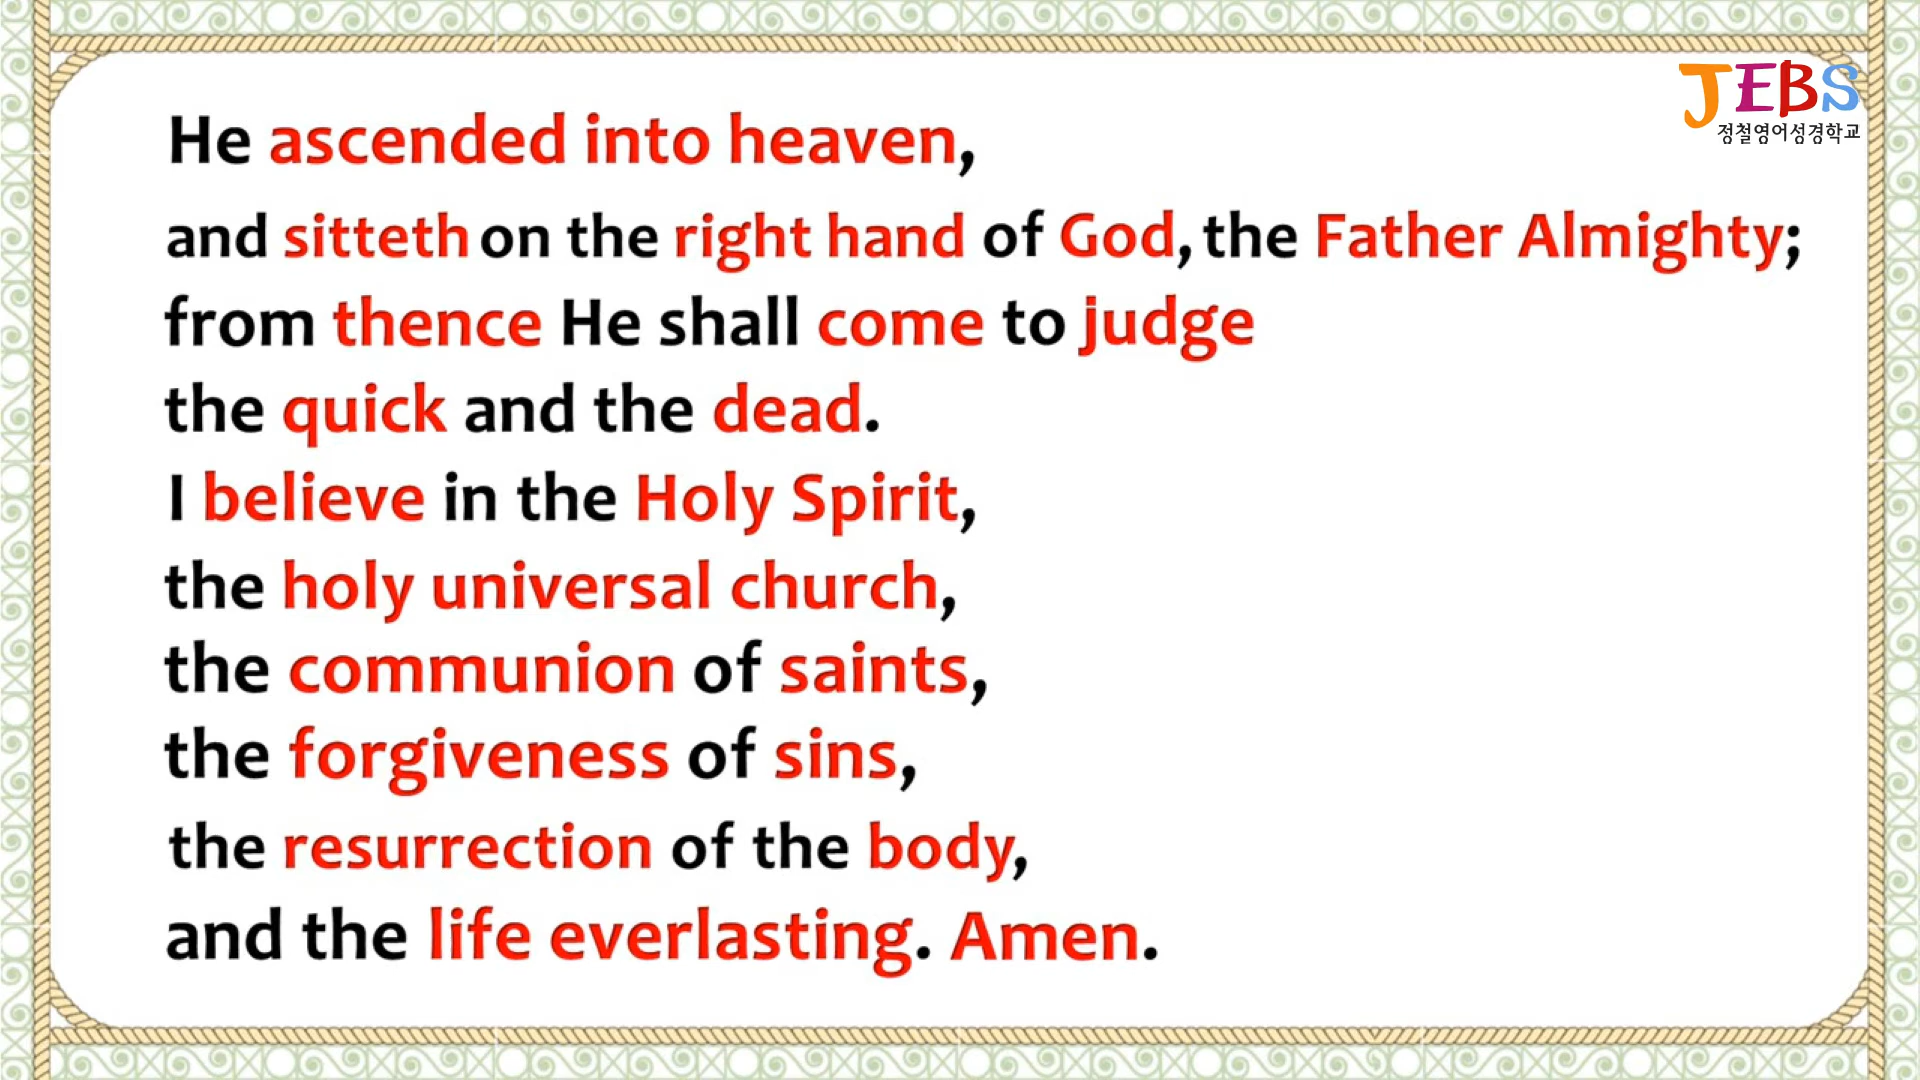 JEBS
정철영어성경학교
He ascended into heaven,
and sitteth on the right hand of God, the Father Almighty;
from thence He shall come to judge
the quick and the dead.
I believe in the Holy Spirit,
the holy universal church,
the communion of saints,
the forgiveness of sins,
the resurrection of the body,
and the life everlasting. Amen.